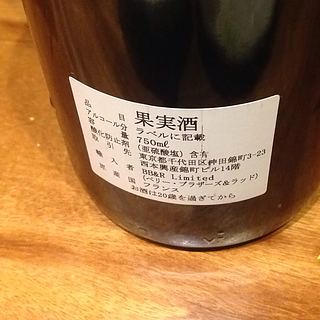 品目 果実酒
アルコール分 ラベルに記載
容量 750ml
酸化防止剤 (亜硫酸塩)含有
引取先 東京都千代田区神田錦町3-23
西本興産錦町ビル14階
輸入者 BB&R Limited
(ベリー・ブラザーズ&ラッド)
原産国 フランス
お酒は20歳を過ぎてから